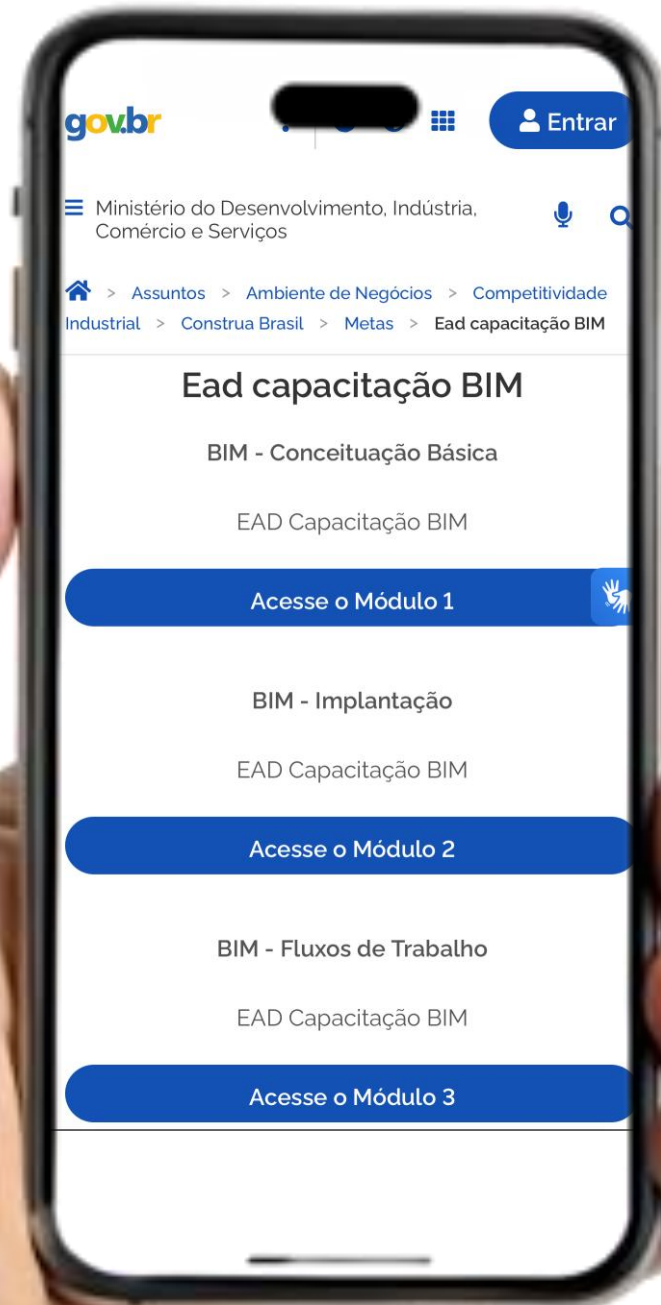 gov.br
Entrar
Ministério do Desenvolvimento, Indústria,
Comércio e Serviços
> Assuntos > Ambiente de Negócios > Competitividade
Industrial > Construa Brasil > Metas > Ead capacitação BIM
Ead capacitação BIM
BIM - Conceituação Básica
EAD Capacitação BIM
Acesse o Módulo 1
BIM - Implantação
EAD Capacitação BIM
Acesse o Módulo 2
BIM - Fluxos de Trabalho
EAD Capacitação BIM
Acesse o Módulo 3